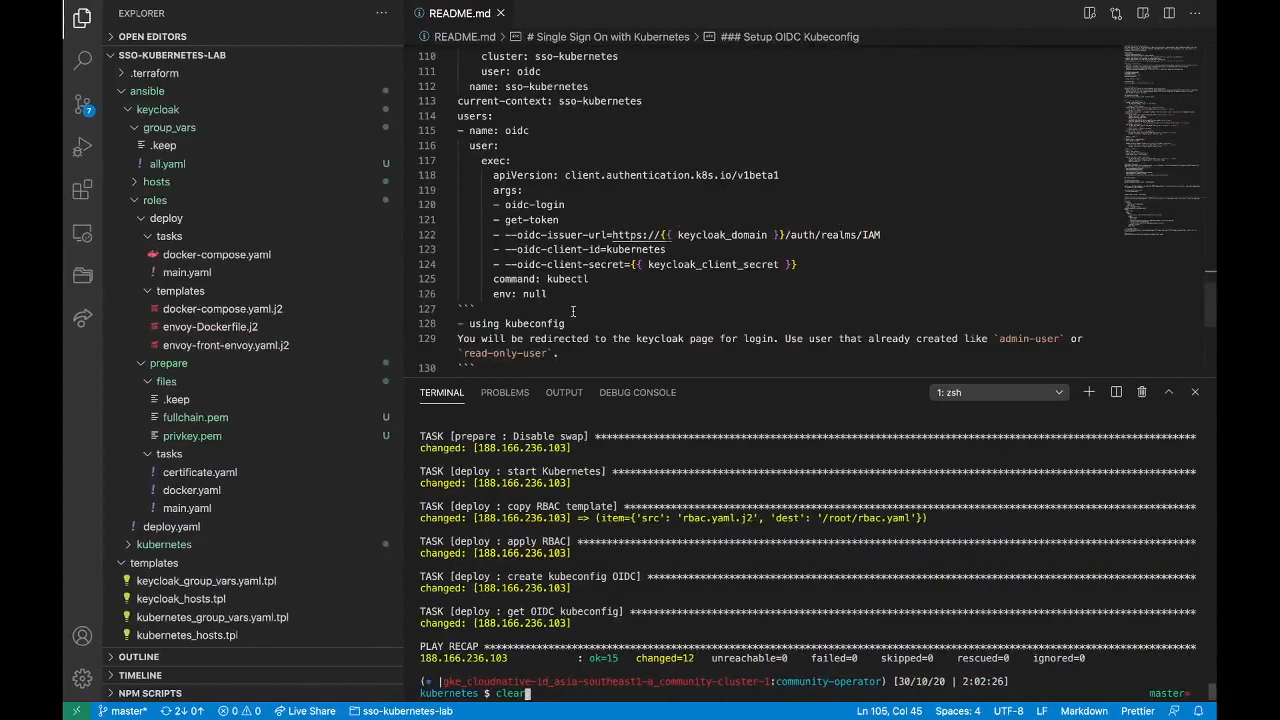 EXPLORER
···
OPEN EDITORS
SSO-KUBERNETES-LAB
.terraform
ansible
keycloak
group_vars
.keep
all.yaml U
hosts
roles
deploy
tasks
docker-compose.yaml
main.yaml
templates
docker-compose.yaml.j2
envoy-Dockerfile.j2
envoy-front-envoy.yaml.j2
prepare
files
.keep
fullchain.pem U
privkey.pem U
tasks
certificate.yaml
docker.yaml
main.yaml
deploy.yaml
kubernetes
templates
keycloak_group_vars.yaml.tpl
keycloak_hosts.tpl
kubernetes_group_vars.yaml.tpl
kubernetes_hosts.tpl
OUTLINE
TIMELINE
NPM SCRIPTS
7
README.md
README.md > # Single Sign On with Kubernetes > ### Setup OIDC Kubeconfig
110 cluster: sso-kubernetes
111 user: oidc
112 name: sso-kubernetes
113 current-context: sso-kubernetes
114 users:
115 - name: oidc
116 user:
117 exec:
118 apiVersion: client.authentication.k8s.io/v1beta1
119 args:
120 - oidc-login
121 - get-token
122 - --oidc-issuer-url=https://{{ keycloak_domain }}/auth/realms/IAM
123 - --oidc-client-id=kubernetes
124 - --oidc-client-secret={{ keycloak_client_secret }}
125 command: kubectl
126 env: null
127 ```
128 - using kubeconfig
129 You will be redirected to the keycloak page for login. Use user that already created like `admin-user` or
`read-only-user`.
130 ```
TERMINAL PROBLEMS OUTPUT DEBUG CONSOLE 1: zsh
TASK [prepare : Disable swap] ****************************************************************************************************
changed: [188.166.236.103]
TASK [deploy : start Kubernetes] *************************************************************************************************
changed: [188.166.236.103]
TASK [deploy : copy RBAC template] ***********************************************************************************************
changed: [188.166.236.103] => (item={'src': 'rbac.yaml.j2', 'dest': '/root/rbac.yaml'})
TASK [deploy : apply RBAC] *******************************************************************************************************
changed: [188.166.236.103]
TASK [deploy : create kubeconfig OIDC] *******************************************************************************************
changed: [188.166.236.103]
TASK [deploy : get OIDC kubeconfig] **********************************************************************************************
changed: [188.166.236.103]
PLAY RECAP ***********************************************************************************************************************
188.166.236.103 : ok=15 changed=12 unreachable=0 failed=0 skipped=0 rescued=0 ignored=0
(⎈ |gke_cloudnative-id_asia-southeast1-a_community-cluster-1:community-operator) [30/10/20 | 2:02:26]
kubernetes $ clear master*
master* 2↓ 0↑ 0 0 Live Share sso-kubernetes-lab Ln 105, Col 45 Spaces: 4 UTF-8 LF Markdown Prettier